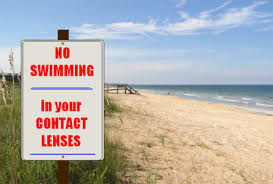 NO
SWIMMING
in your
CONTACT
LENSES